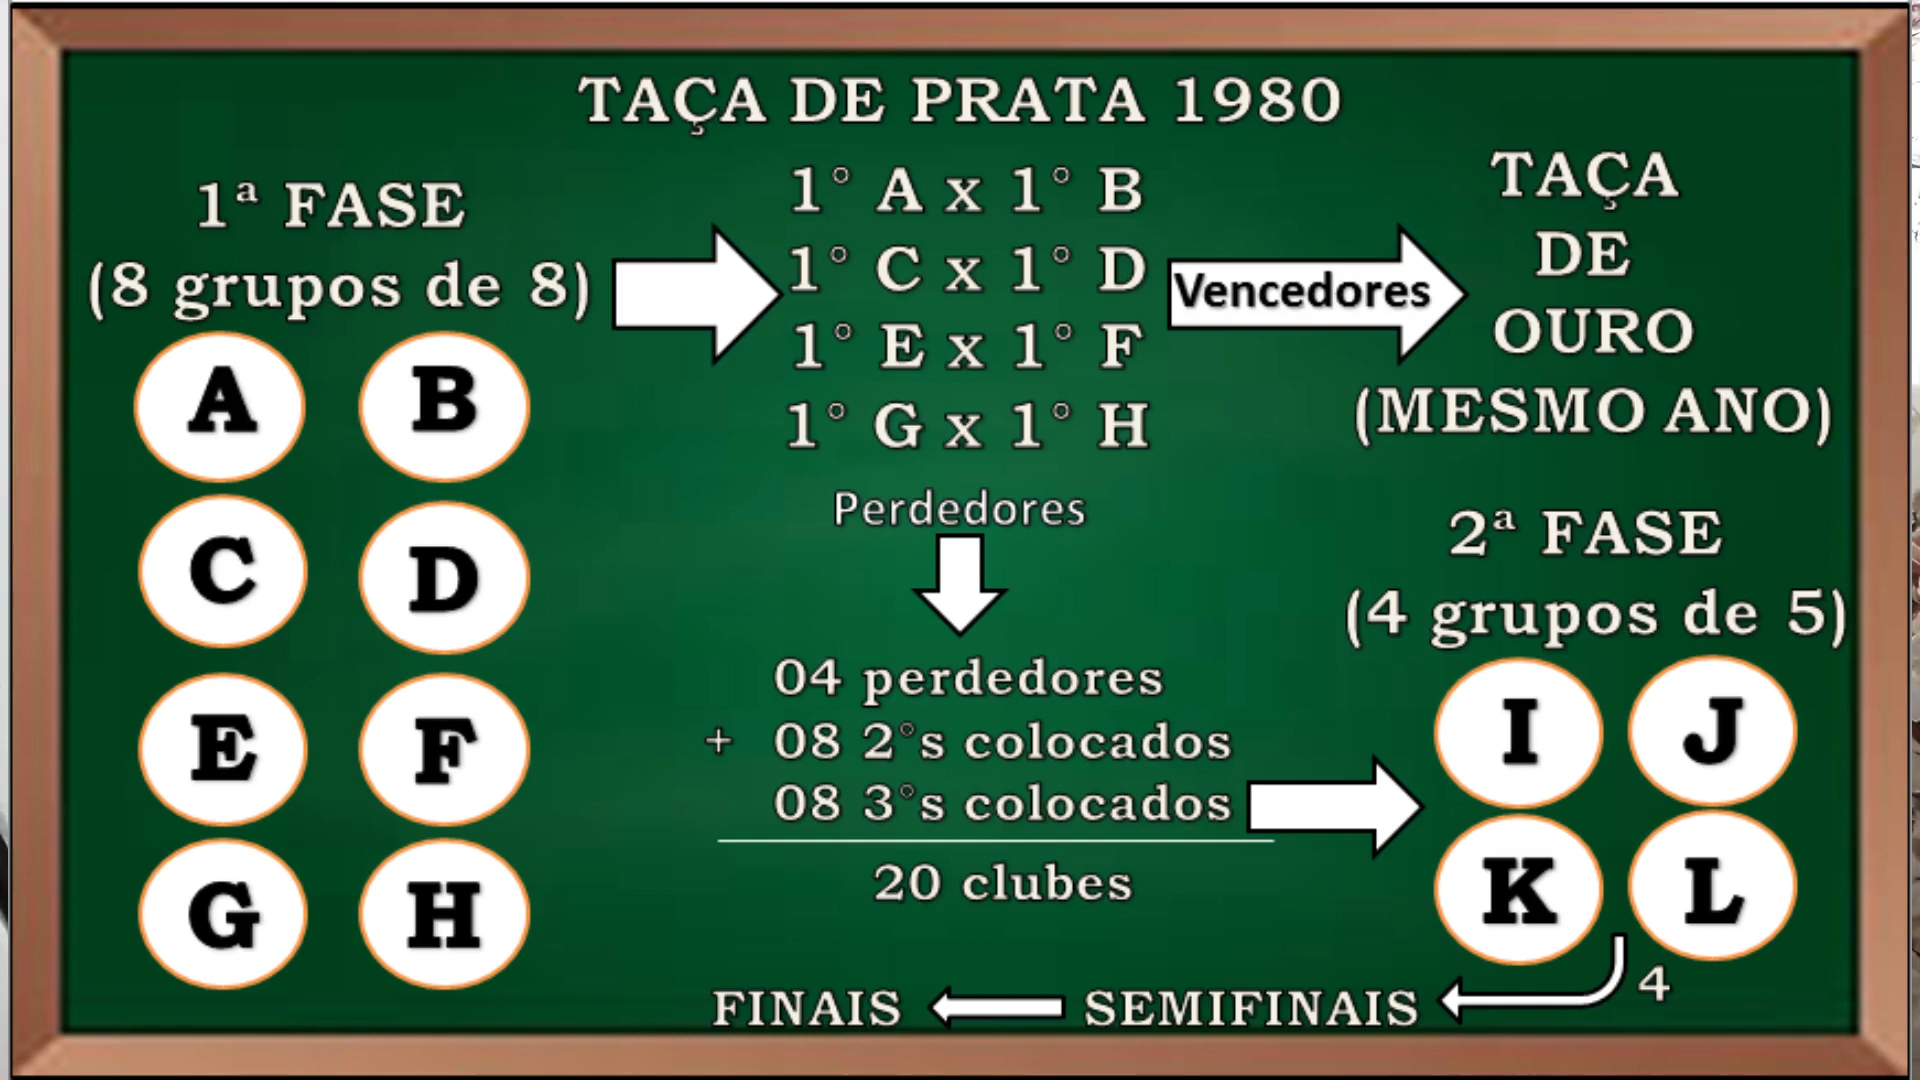 TAÇA DE PRATA 1980
1ª FASE
(8 grupos de 8)
A B
C D
E F
G H
1° A x 1° B
1° C x 1° D
1° E x 1° F
1° G x 1° H
Vencedores
TAÇA
DE
OURO
(MESMO ANO)
Perdedores
04 perdedores
+ 08 2°s colocados
08 3°s colocados
20 clubes
2ª FASE
(4 grupos de 5)
I J
K L
4
SEMIFINAIS
FINAIS